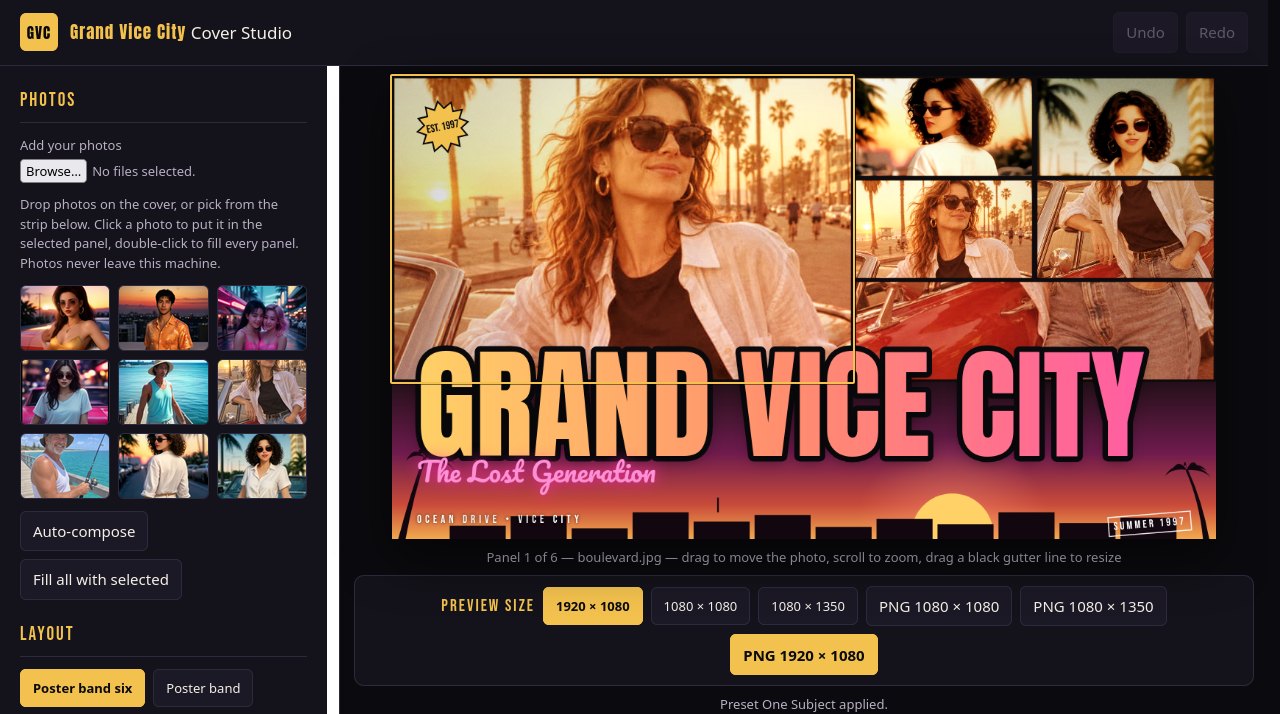 GVC
Grand Vice City Cover Studio
Undo
Redo
PHOTOS
Add your photos
Browse...
No files selected.
Drop photos on the cover, or pick from the
strip below. Click a photo to put it in the
selected panel, double-click to fill every panel.
Photos never leave this machine.
Auto-compose
Fill all with selected
LAYOUT
Poster band six
Poster band
EST. 1997
GRAND VICE CITY
The Lost Generation
OCEAN DRIVE • VICE CITY
SUMMER 1997
Panel 1 of 6 — boulevard.jpg — drag to move the photo, scroll to zoom, drag a black gutter line to resize
PREVIEW SIZE
1920 × 1080
1080 × 1080
1080 × 1350
PNG 1080 × 1080
PNG 1080 × 1350
PNG 1920 × 1080
Preset One Subject applied.